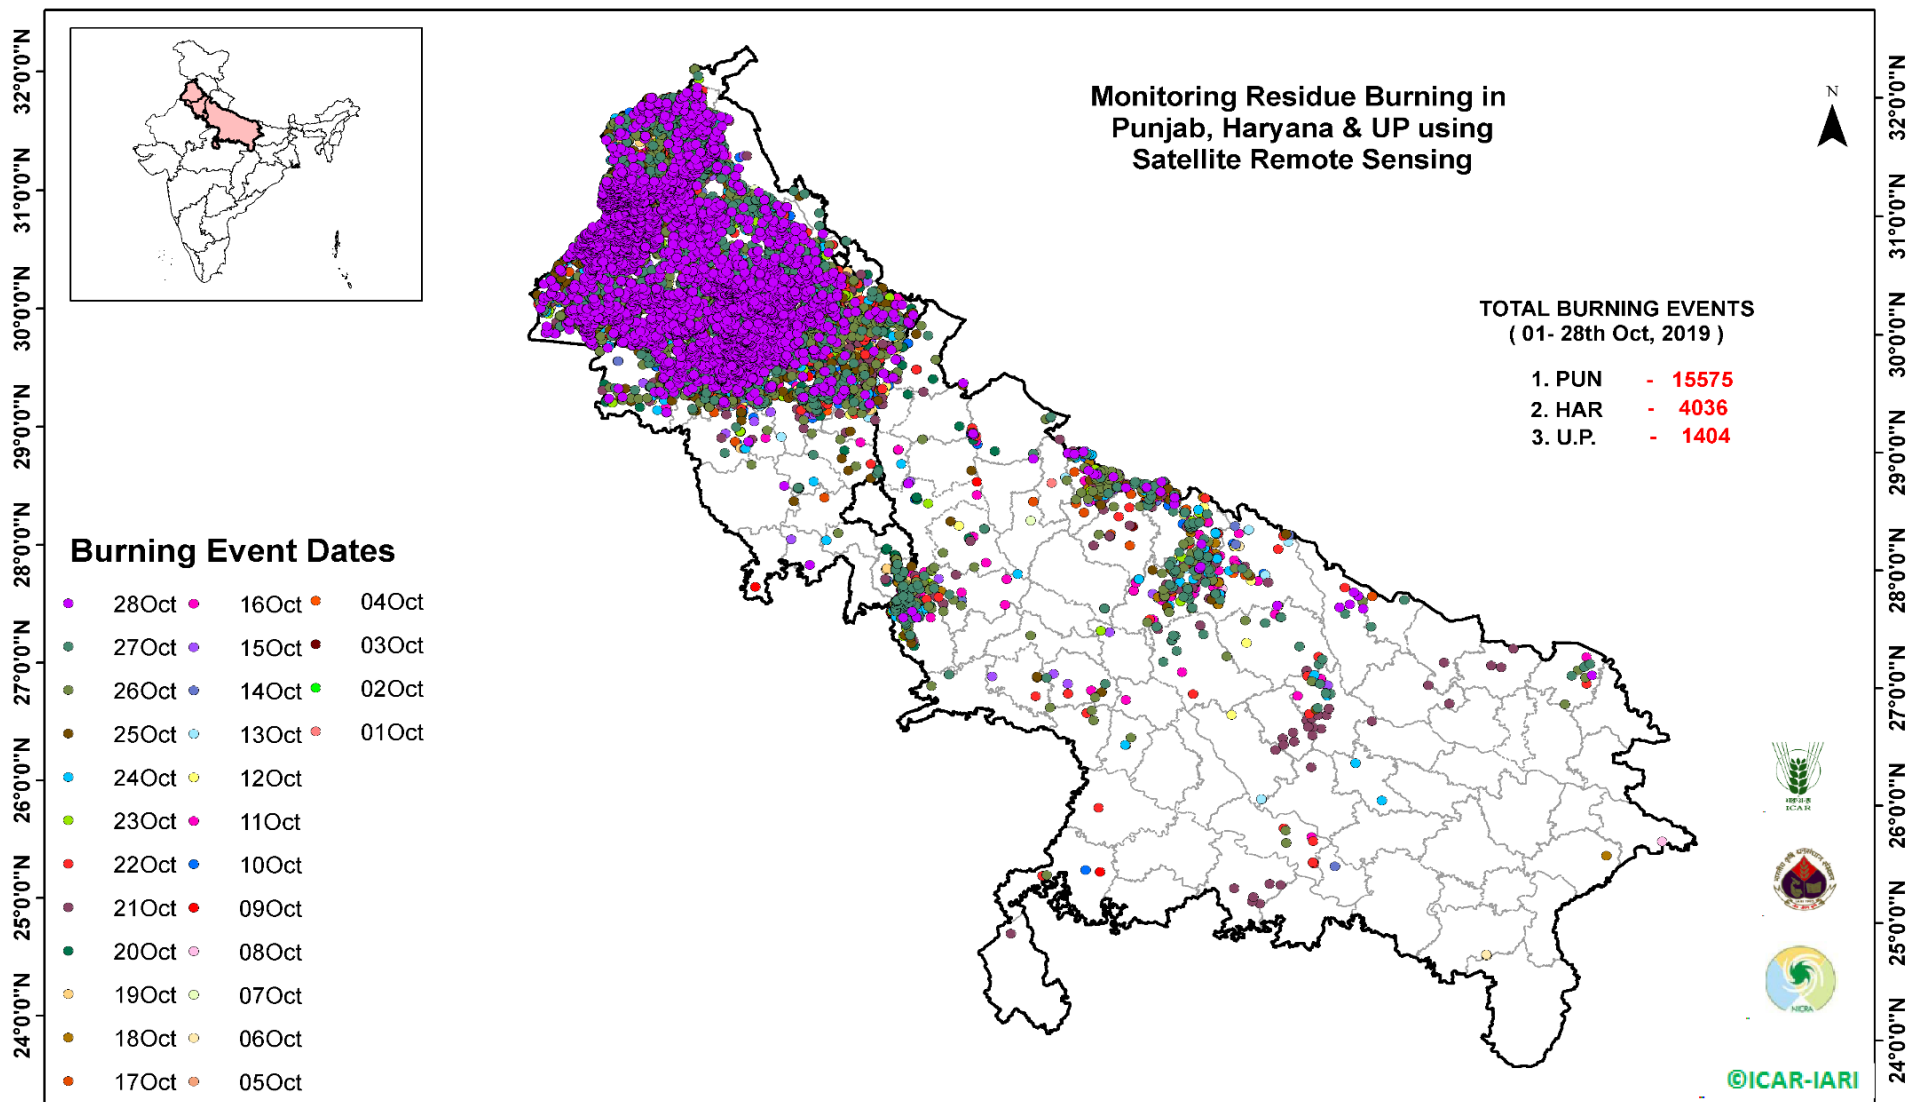 Monitoring Residue Burning in
Punjab, Haryana & UP using
Satellite Remote Sensing
N
TOTAL BURNING EVENTS
( 01- 28th Oct, 2019 )
1. PUN - 15575
2. HAR - 4036
3. U.P. - 1404
Burning Event Dates
28Oct 16Oct 04Oct
27Oct 15Oct 03Oct
26Oct 14Oct 02Oct
25Oct 13Oct 01Oct
24Oct 12Oct
23Oct 11Oct
22Oct 10Oct
21Oct 09Oct
20Oct 08Oct
19Oct 07Oct
18Oct 06Oct
17Oct 05Oct
32°0'0"N
31°0'0"N
30°0'0"N
29°0'0"N
28°0'0"N
27°0'0"N
26°0'0"N
25°0'0"N
24°0'0"N
32°0'0"N
31°0'0"N
30°0'0"N
29°0'0"N
28°0'0"N
27°0'0"N
26°0'0"N
25°0'0"N
24°0'0"N
ICAR
NICRA
©ICAR-IARI